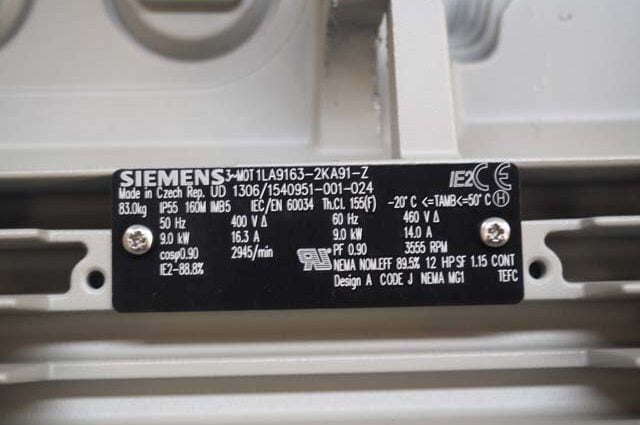 SIEMENS 3~MOT1LA9163-2KA91-Z IE2 CE
Made in Czech Rep. UD 1306/1540951-001-024
83.0kg IP55 160M IMB5 IEC/EN 60034 Th.Cl. 155(F) -20°C <=TAMB<=50°C H
50 Hz 400 V Δ 60 Hz 460 V Δ
9.0 kW 16.3 A 9.0 kW 14.0 A
cosφ0.90 2945/min PF 0.90 3555 RPM
IE2-88.8% NEMA NOM.EFF 89.5% 12 HP SF 1.15 CONT
Design A CODE J NEMA MG1 TEFC